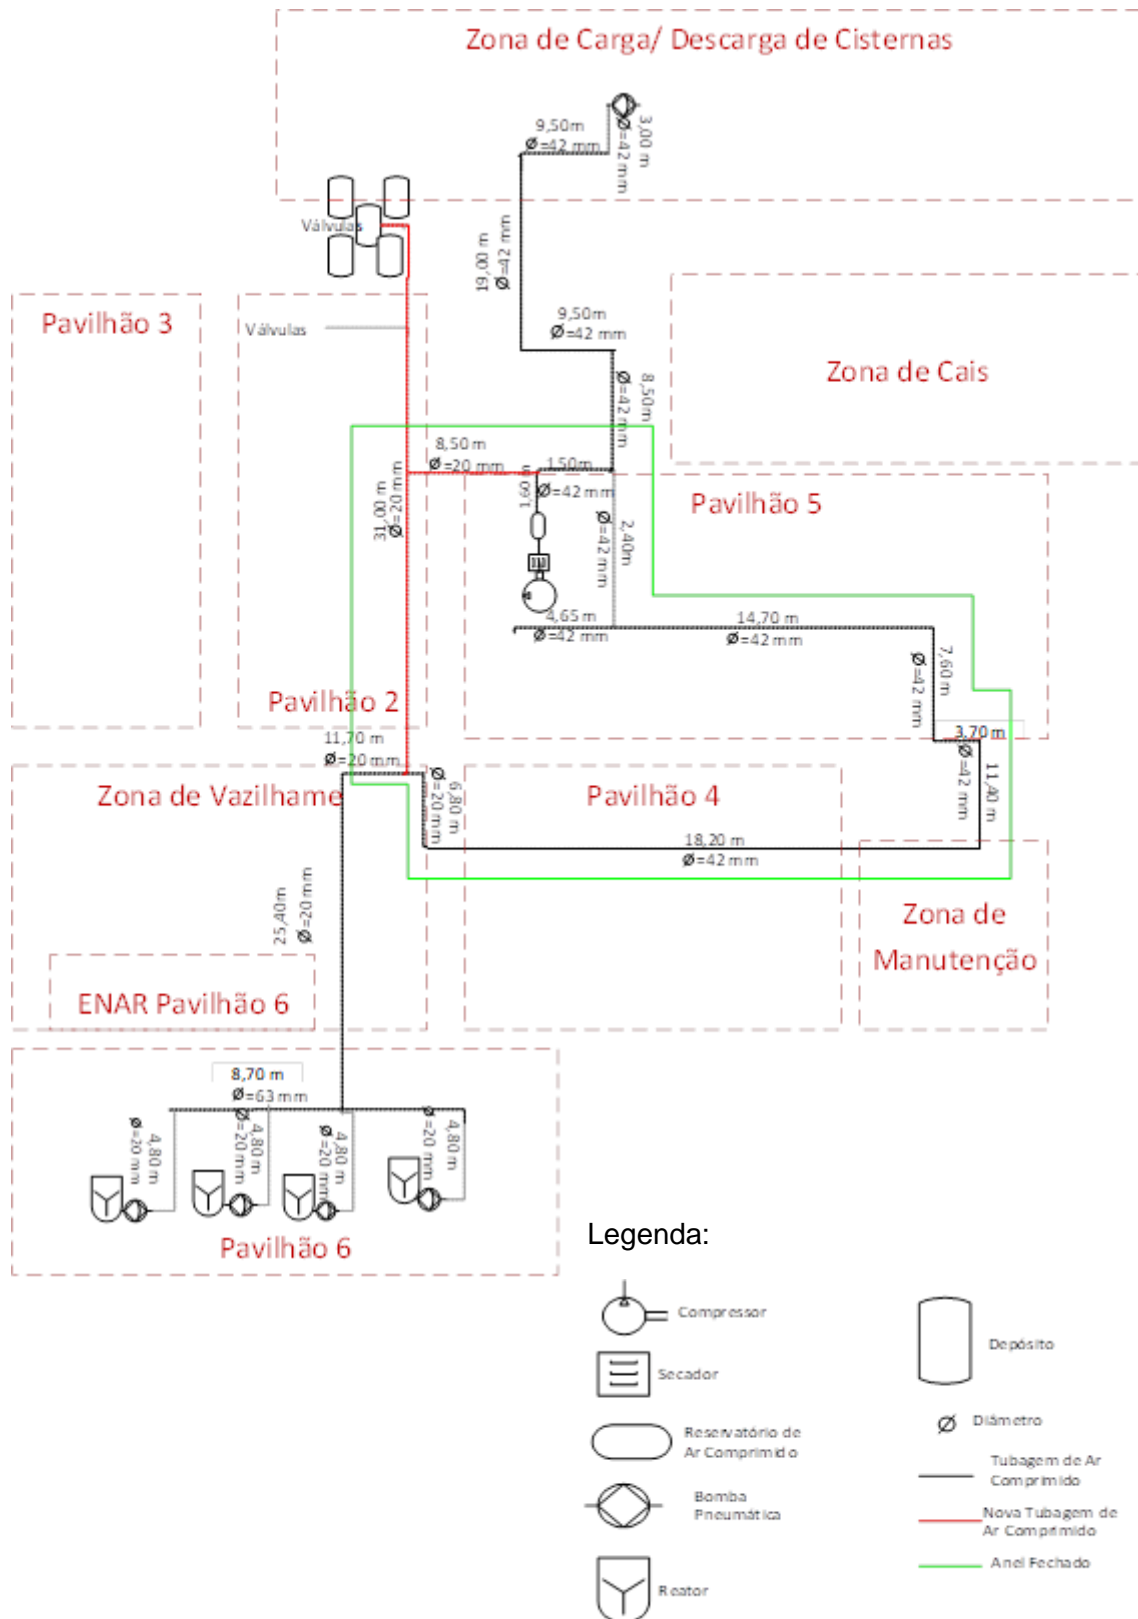 Zona de Carga/ Descarga de Cisternas
9,50m
Ø=42 mm
3,00 m
Ø=42 mm
Válvulas
19,00 m
Ø=42 mm
Pavilhão 3
Válvulas
9,50m
Ø=42 mm
Zona de Cais
8,50m
Ø=42 mm
8,50 m
Ø=20 mm
1,50m
Ø=42 mm
1,60 m
Pavilhão 5
31,00 m
Ø=20 mm
2,40m
Ø=42 mm
4,65 m
Ø=42 mm
14,70 m
Ø=42 mm
7,60 m
Ø=42 mm
Pavilhão 2
11,70 m
Ø=20 mm
3,70 m
Ø=42 mm
11,40 m
Zona de Vazilhame
6,80 m
Ø=20 mm
Pavilhão 4
18,20 m
Ø=42 mm
25,40m
Ø=20 mm
Zona de
Manutenção
ENAR Pavilhão 6
8,70 m
Ø=63 mm
4,80 m
Ø=20 mm
4,80 m
Ø=20 mm
4,80 m
Ø=20 mm
4,80 m
Ø=20 mm
Pavilhão 6
Legenda:
Compressor
Depósito
Secador
Diâmetro
Reservatório de
Ar Comprimido
Tubagem de Ar
Comprimido
Bomba
Pneumática
Nova Tubagem de
Ar Comprimido
Anel Fechado
Reator